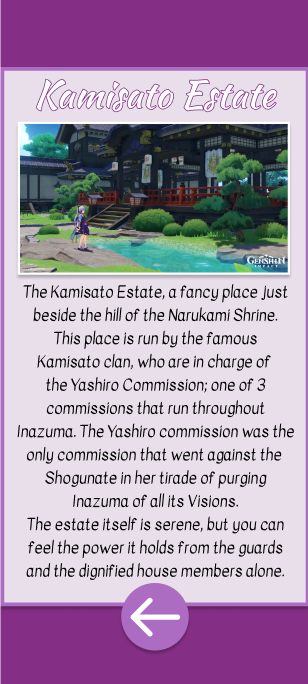 Kamisato Estate
GENSHIN
IMPACT
The Kamisato Estate, a fancy place just
beside the hill of the Narukami Shrine.
This place is run by the famous
Kamisato clan, who are in charge of
the Yashiro Commission; one of 3
commissions that run throughout
Inazuma. The Yashiro commission was the
only commission that went against the
Shogunate in her tirade of purging
Inazuma of all its Visions.
The estate itself is serene, but you can
feel the power it holds from the guards
and the dignified house members alone.